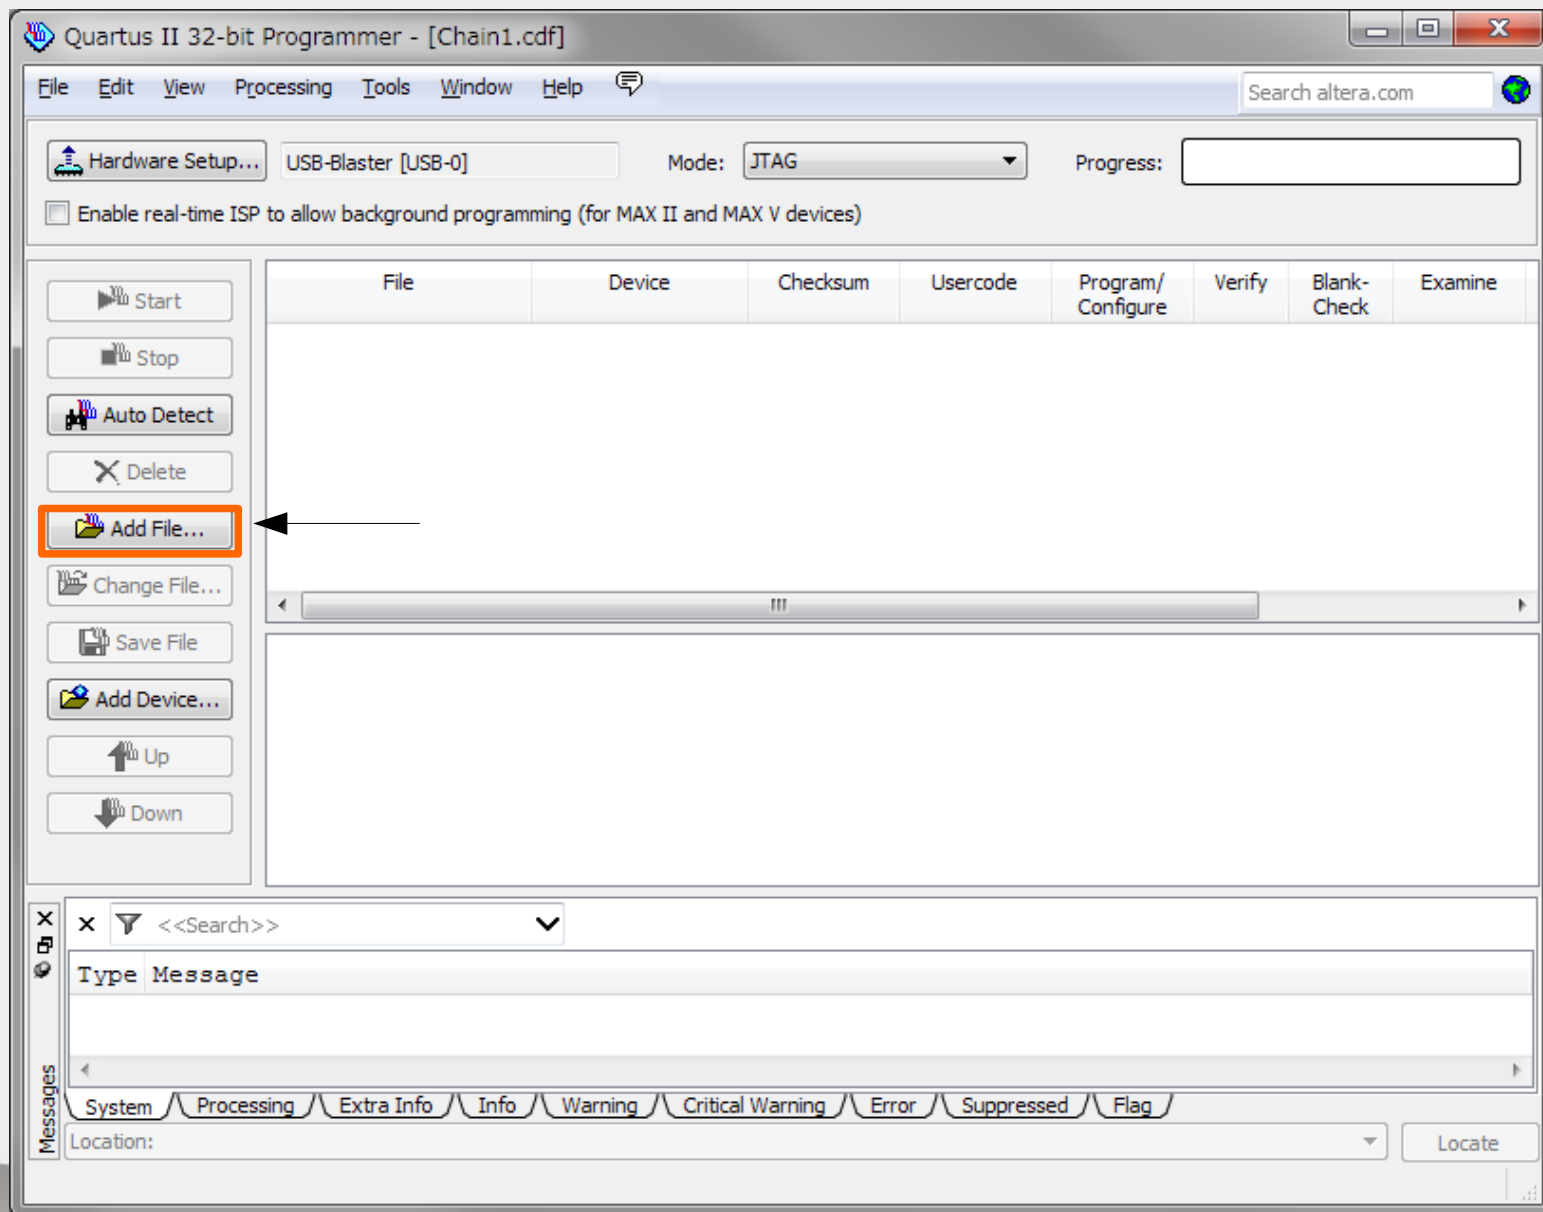 Quartus II 32-bit Programmer - [Chain1.cdf]
File Edit View Processing Tools Window Help
Search altera.com
Hardware Setup... USB-Blaster [USB-0] Mode: JTAG Progress:
Enable real-time ISP to allow background programming (for MAX II and MAX V devices)
File Device Checksum Usercode Program/ Configure Verify Blank- Check Examine
Start
Stop
Auto Detect
Delete
Add File...
Change File...
Save File
Add Device...
Up
Down
<<Search>>
Type Message
Messages
System Processing Extra Info Info Warning Critical Warning Error Suppressed Flag
Location: Locate